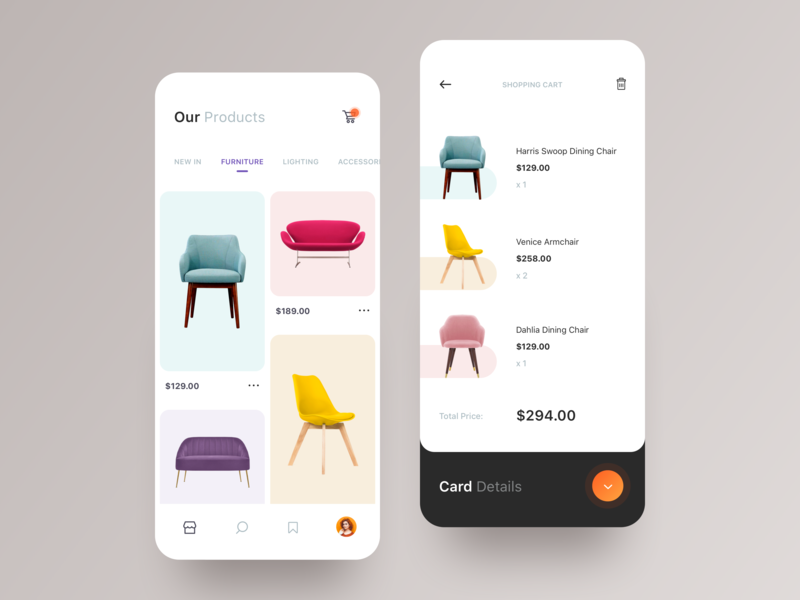 Our Products
NEW IN FURNITURE LIGHTING ACCESSORI
$189.00
$129.00
SHOPPING CART
Harris Swoop Dining Chair
$129.00
x 1
Venice Armchair
$258.00
x 2
Dahlia Dining Chair
$129.00
x 1
Total Price: $294.00
Card Details